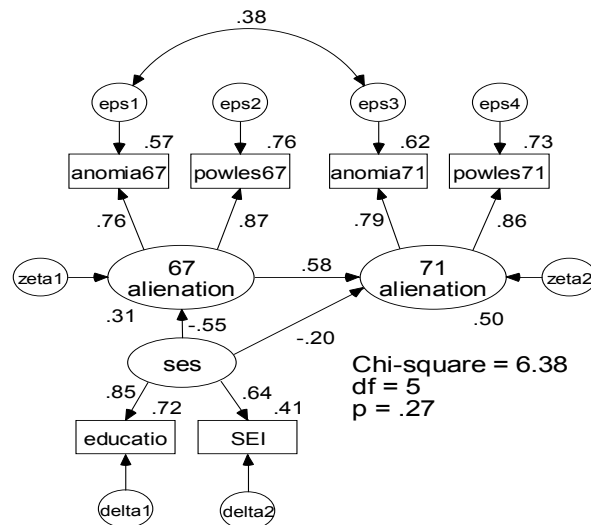 .38
eps1 eps2 eps3 eps4
.57 .76 .62 .73
anomia67 powles67 anomia71 powles71
.76 .87 .79 .86
zeta1 67 alienation .58 71 alienation zeta2
.31 -.55 -.20 .50
ses
Chi-square = 6.38
df = 5
p = .27
.85 .72 .64 .41
educatio SEI
delta1 delta2